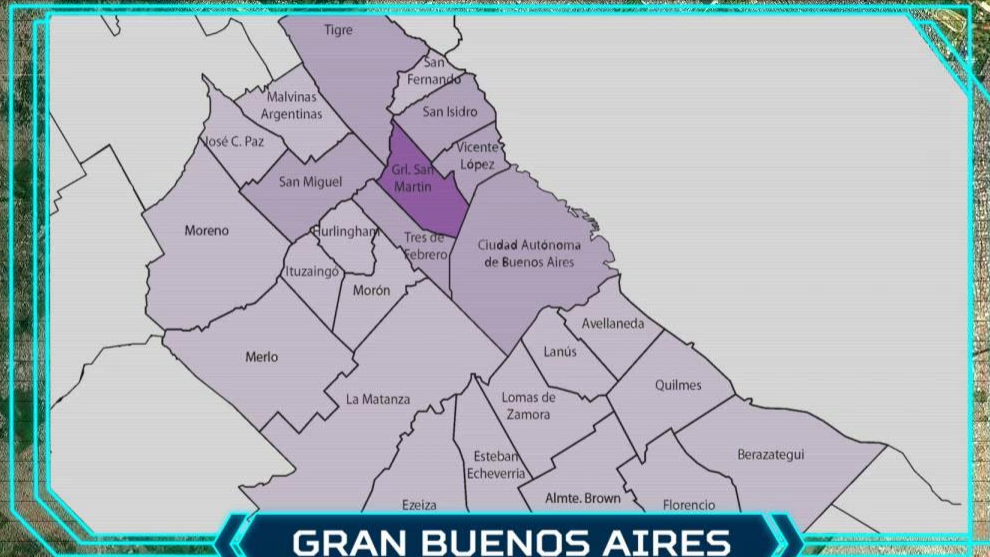 Tigre
San
Fernando
Malvinas
Argentinas
San Isidro
José C. Paz
Vicente
López
Grl. San
Martin
San Miguel
Moreno
Hurlingham
Tres de
Febrero
Ciudad Autónoma
de Buenos Aires
Ituzaingó
Morón
Avellaneda
Merlo
Lanús
Quilmes
La Matanza
Lomas de
Zamora
Esteban
Echeverria
Berazategui
Ezeiza
Almte. Brown
Florencio
GRAN BUENOS AIRES